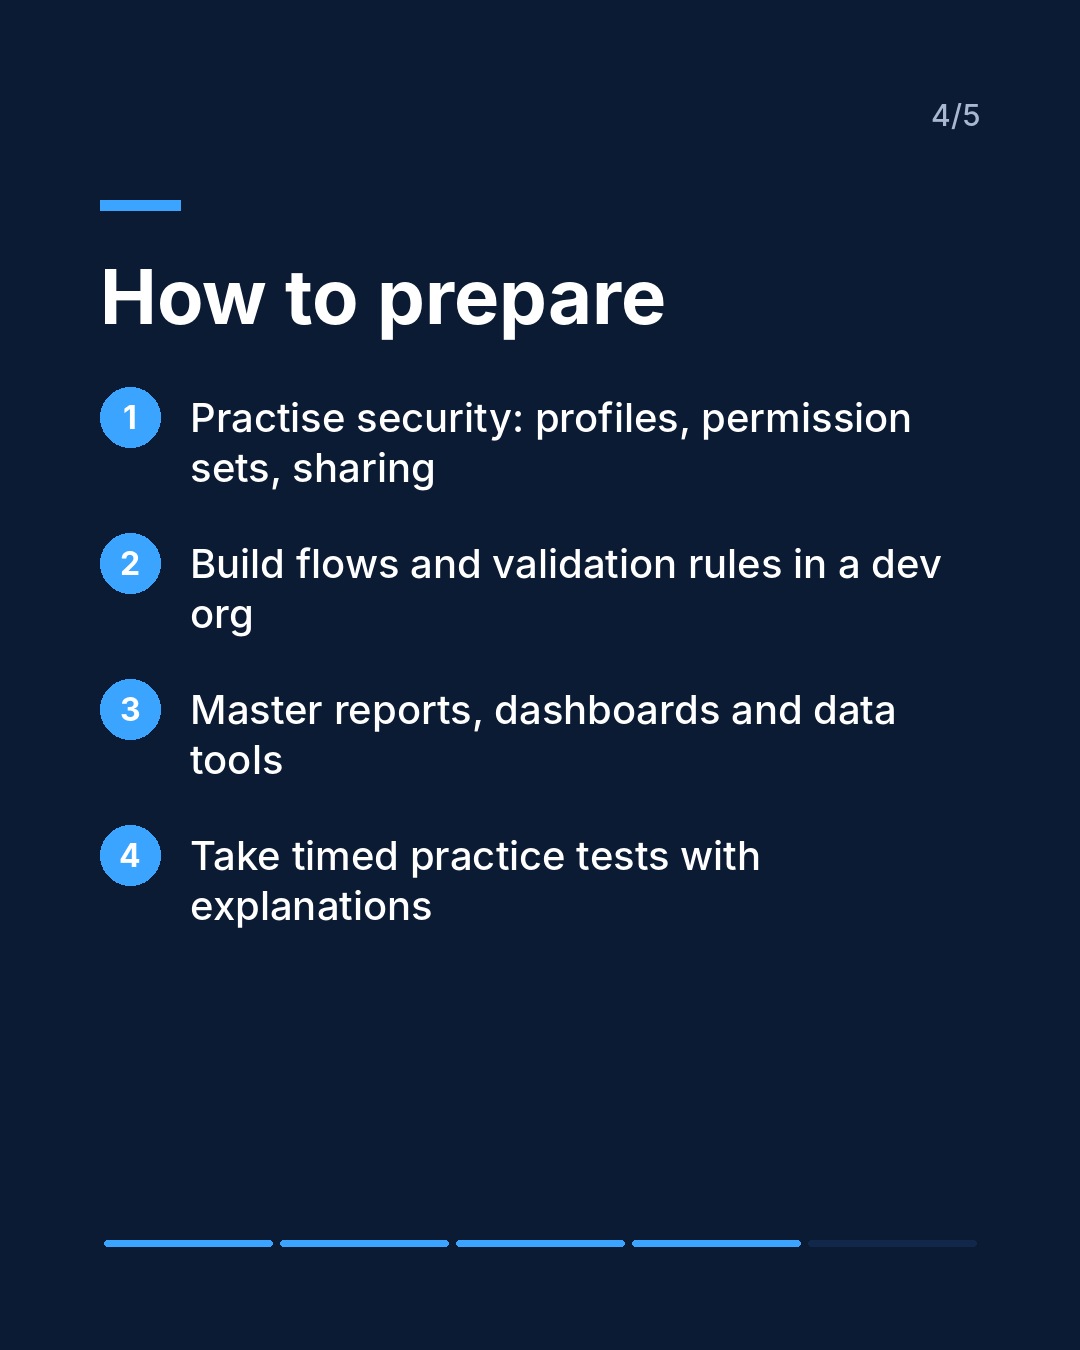 4/5
How to prepare
1 Practise security: profiles, permission
sets, sharing
2 Build flows and validation rules in a dev
org
3 Master reports, dashboards and data
tools
4 Take timed practice tests with
explanations